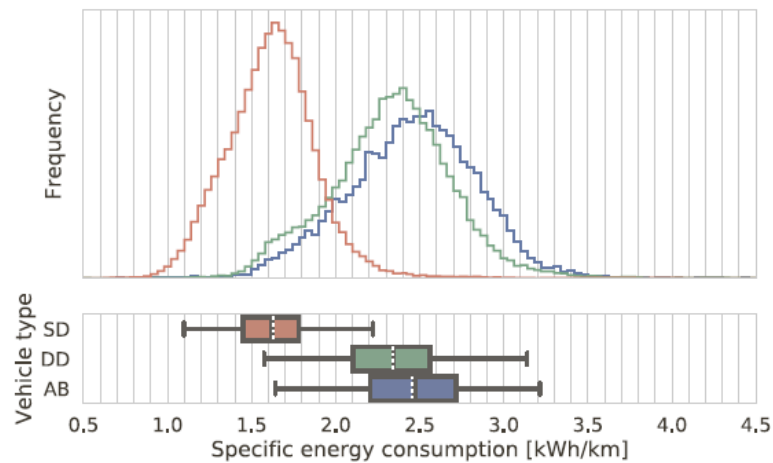 Frequency
Vehicle type
SD
DD
AB
0.5 1.0 1.5 2.0 2.5 3.0 3.5 4.0 4.5
Specific energy consumption [kWh/km]